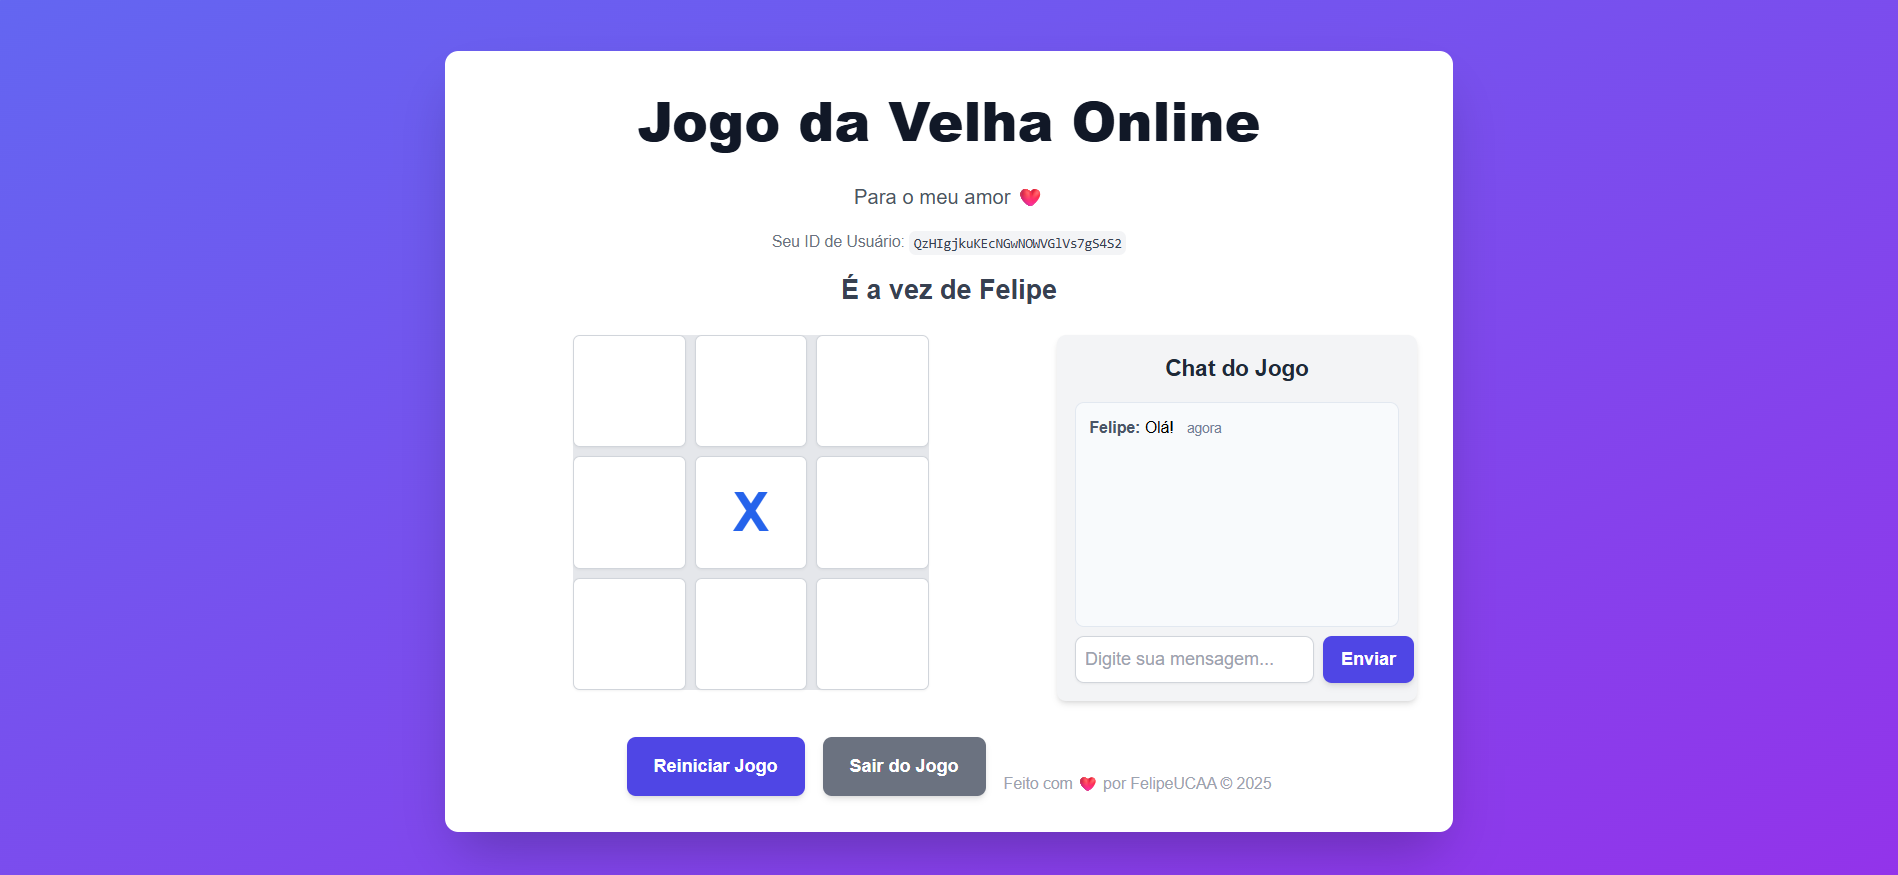 Jogo da Velha Online
Para o meu amor 💖
Seu ID de Usuário: QzHIgjkuKEcNGwNOWVGlVs7gS4S2
É a vez de Felipe
X
Chat do Jogo
Felipe: Olá! agora
Digite sua mensagem...
Enviar
Reiniciar Jogo
Sair do Jogo
Feito com 💖 por FelipeUCAA © 2025